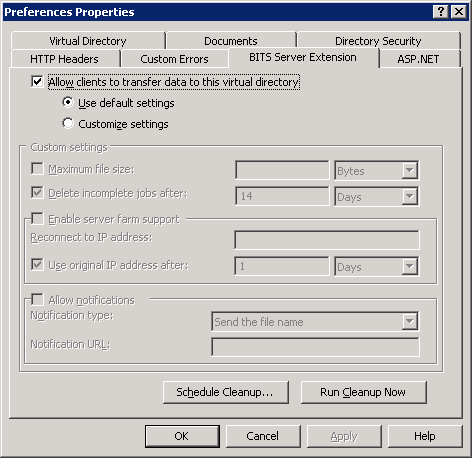 Preferences Properties
Virtual Directory Documents Directory Security
HTTP Headers Custom Errors BITS Server Extension ASP.NET
Allow clients to transfer data to this virtual directory
Use default settings
Customize settings
Custom settings
Maximum file size: Bytes
Delete incomplete jobs after: 14 Days
Enable server farm support
Reconnect to IP address:
Use original IP address after: 1 Days
Allow notifications
Notification type: Send the file name
Notification URL:
Schedule Cleanup... Run Cleanup Now
OK Cancel Apply Help